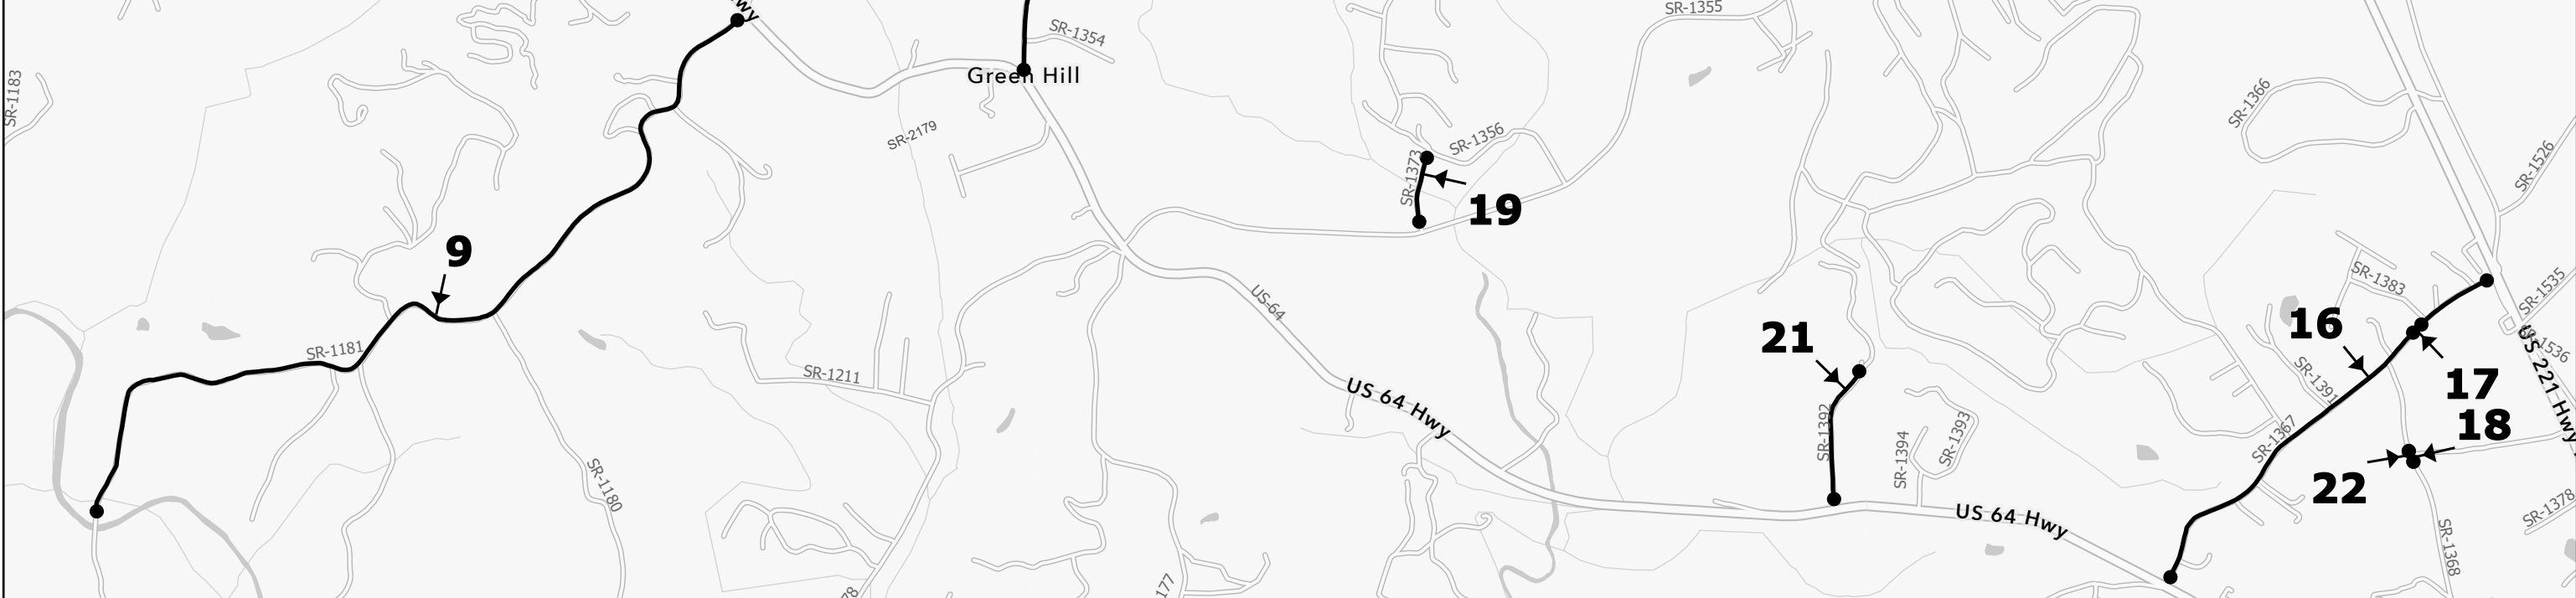 wy
SR-1355
SR-1354
Green Hill
SR-1183
SR-1366
SR-2179
SR-1356
SR-1526
SR-1373
19
9
SR-1383
SR-1535
US-64
16
21
SR-1181
US 221 Hwy
SR-1211
SR-1391
17
US 64 Hwy
SR-1392
SR-1393
SR-1394
SR-1367
18
SR-1180
22
US 64 Hwy
SR-1378
SR-1368
177
78